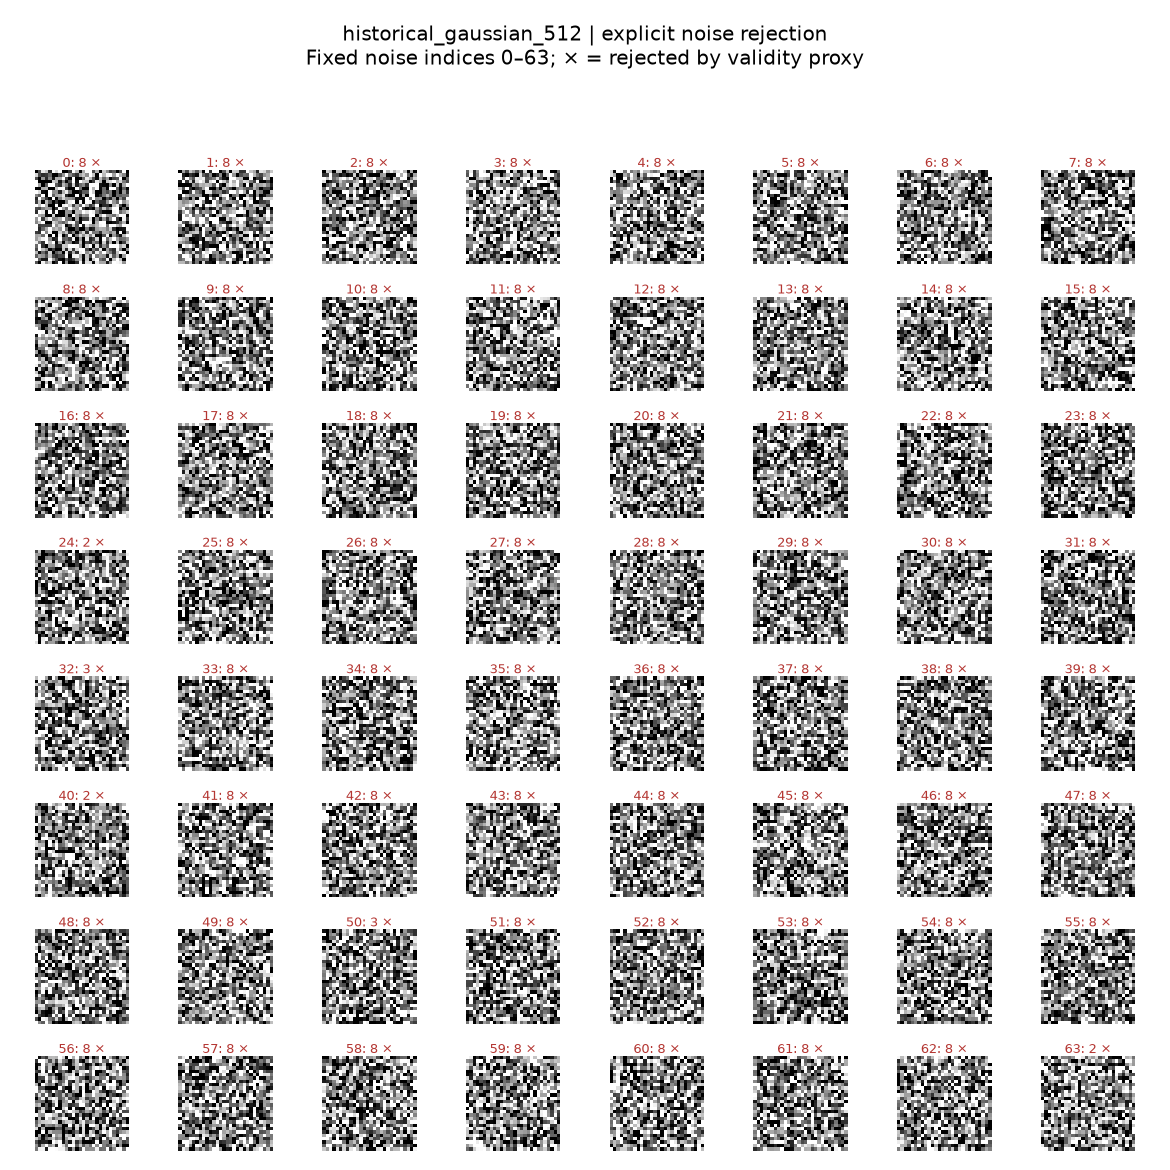 historical_gaussian_512 | explicit noise rejection
Fixed noise indices 0–63; × = rejected by validity proxy
0: 8 × 1: 8 × 2: 8 × 3: 8 × 4: 8 × 5: 8 × 6: 8 × 7: 8 ×
8: 8 × 9: 8 × 10: 8 × 11: 8 × 12: 8 × 13: 8 × 14: 8 × 15: 8 ×
16: 8 × 17: 8 × 18: 8 × 19: 8 × 20: 8 × 21: 8 × 22: 8 × 23: 8 ×
24: 2 × 25: 8 × 26: 8 × 27: 8 × 28: 8 × 29: 8 × 30: 8 × 31: 8 ×
32: 3 × 33: 8 × 34: 8 × 35: 8 × 36: 8 × 37: 8 × 38: 8 × 39: 8 ×
40: 2 × 41: 8 × 42: 8 × 43: 8 × 44: 8 × 45: 8 × 46: 8 × 47: 8 ×
48: 8 × 49: 8 × 50: 3 × 51: 8 × 52: 8 × 53: 8 × 54: 8 × 55: 8 ×
56: 8 × 57: 8 × 58: 8 × 59: 8 × 60: 8 × 61: 8 × 62: 8 × 63: 2 ×